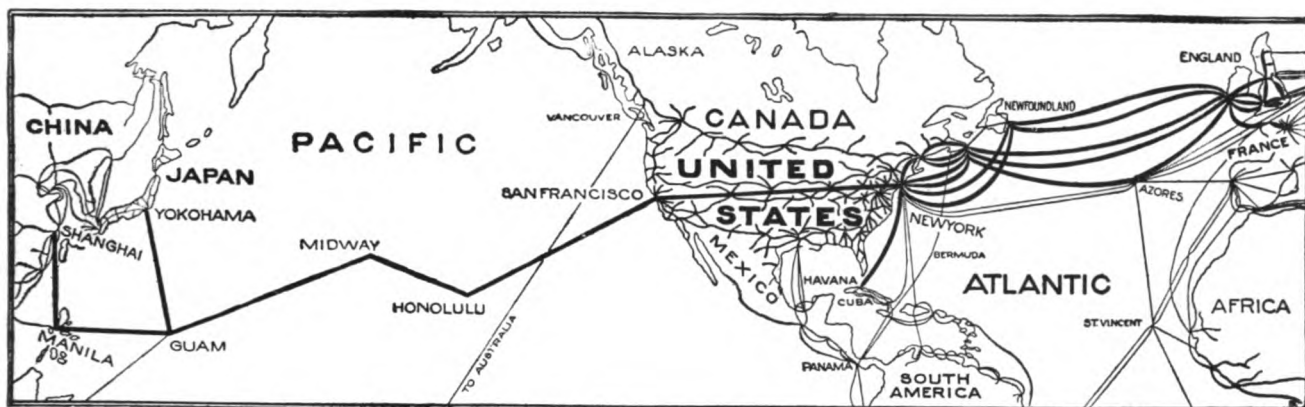 ALASKA
ENGLAND
NEWFOUNDLAND
VANCOUVER
CANADA
CHINA
PACIFIC
FRANCE
UNITED
JAPAN
SAN FRANCISCO
AZORES
YOKOHAMA
STATES
NEW YORK
SHANGHAI
MIDWAY
MEXICO
BERMUDA
HAVANA
ATLANTIC
CUBA
HONOLULU
AFRICA
ST. VINCENT
MANILA
GUAM
TO AUSTRALIA
PANAMA
SOUTH
AMERICA